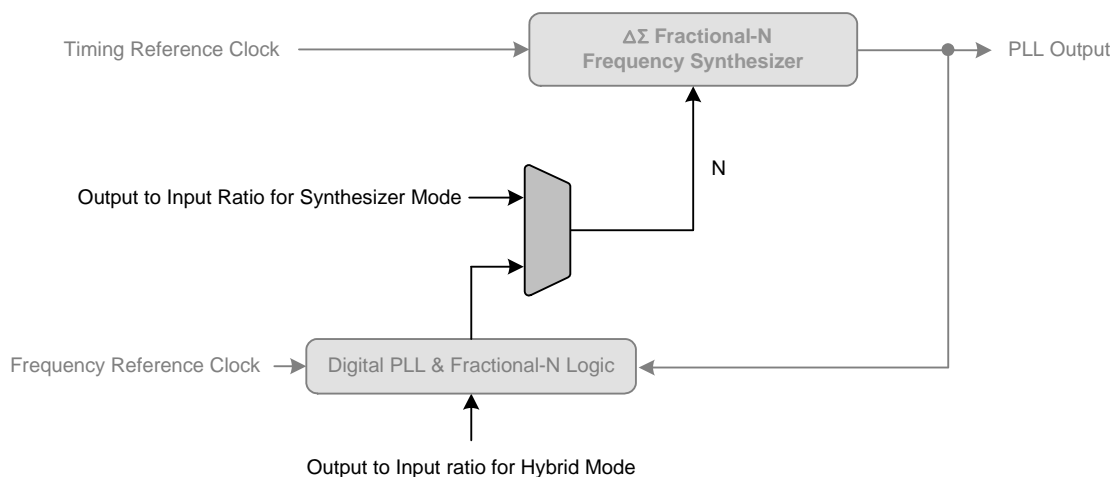 Timing Reference Clock
ΔΣ Fractional-N
Frequency Synthesizer
PLL Output
N
Output to Input Ratio for Synthesizer Mode
Frequency Reference Clock
Digital PLL & Fractional-N Logic
Output to Input ratio for Hybrid Mode